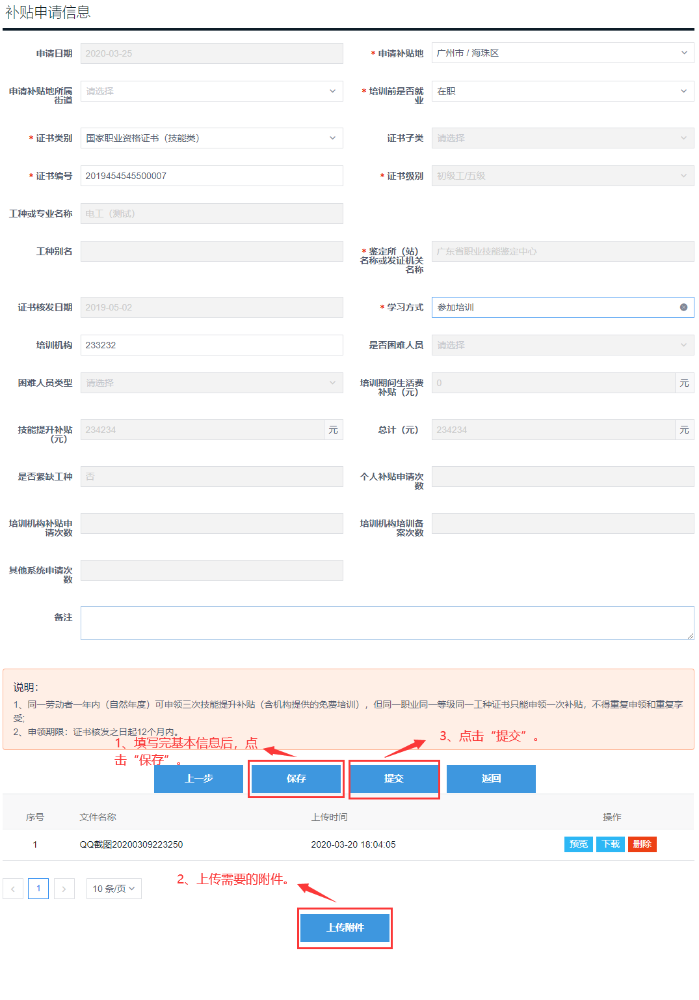 补贴申请信息
申请日期
2020-03-25
* 申请补贴地
广州市 / 海珠区
申请补贴地所属
街道
请选择
* 培训前是否就
业
在职
* 证书类别
国家职业资格证书（技能类）
证书子类
请选择
* 证书编号
2019454545500007
* 证书级别
初级工/五级
工种或专业名称
电工（测试）
工种别名
* 鉴定所（站）
名称或发证机关
名称
广东省职业技能鉴定中心
证书核发日期
2019-05-02
* 学习方式
参加培训
培训机构
233232
是否困难人员
请选择
困难人员类型
请选择
培训期间生活费
补贴（元）
0
元
技能提升补贴
（元）
234234
元
总计（元）
234234
元
是否紧缺工种
否
个人补贴申请次
数
培训机构补贴申
请次数
培训机构培训备
案次数
其他系统申请次
数
备注
说明：
1、同一劳动者一年内（自然年度）可申领三次技能提升补贴（含机构提供的免费培训），但同一职业同一等级同一工种证书只能申领一次补贴，不得重复申领和重复享
受;
2、申领期限：证书核发之日起12个月内。
1、填写完基本信息后，点
击“保存”。
3、点击“提交”。
上一步
保存
提交
返回
序号
文件名称
上传时间
操作
1
QQ截图20200309223250
2020-03-20 18:04:05
预览
下载
删除
<
1
>
10 条/页
2、上传需要的附件。
上传附件